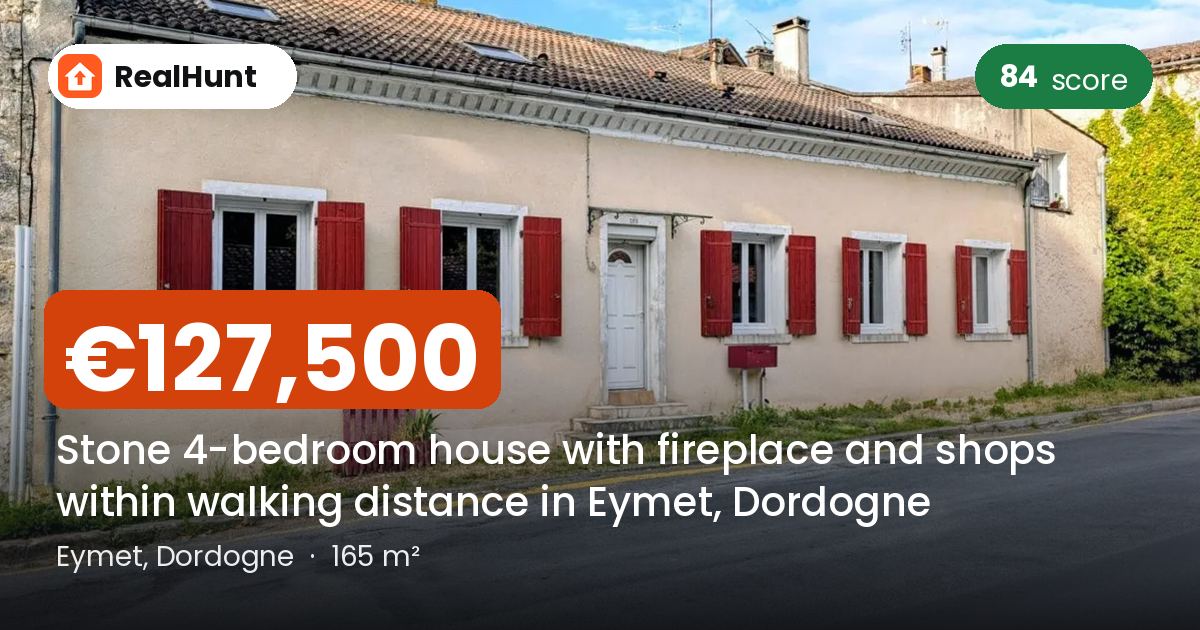 RealHunt
84 score
€127,500
Stone 4-bedroom house with fireplace and shops
within walking distance in Eymet, Dordogne
Eymet, Dordogne · 165 m²